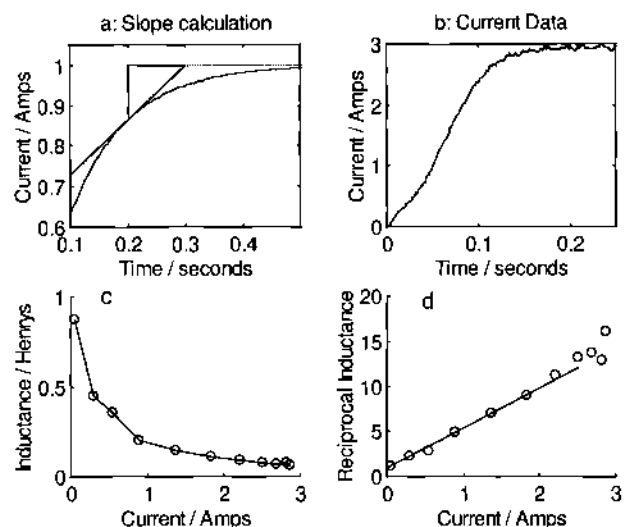 a: Slope calculation
Current / Amps
1
0.9
0.8
0.7
0.6
0.1
0.2
0.3
0.4
Time / seconds
b: Current Data
Current / Amps
3
2
1
0
0
0.1
0.2
Time / seconds
c
Inductance / Henrys
1
0.5
0
0
1
2
3
Current / Amps
d
Reciprocal Inductance
20
15
10
5
0
0
1
2
3
Current / Amps